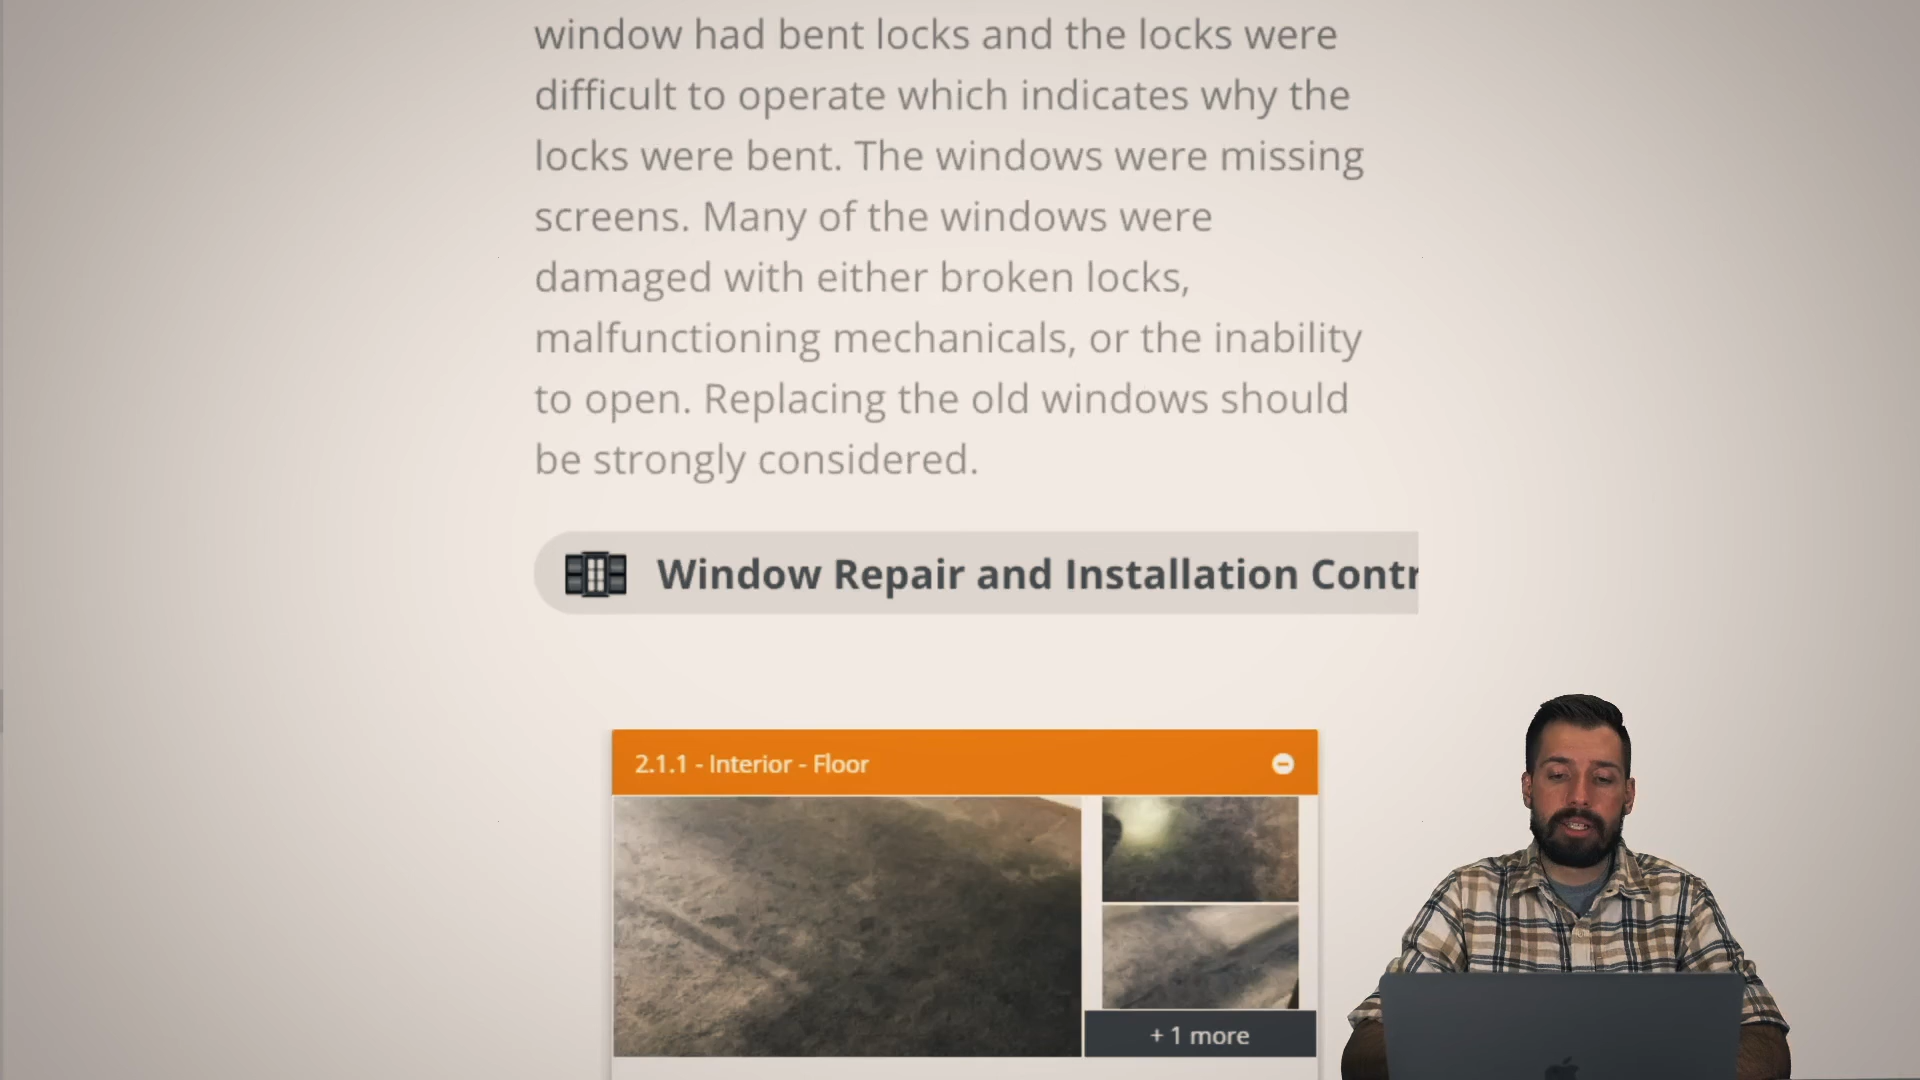 window had bent locks and the locks were
difficult to operate which indicates why the
locks were bent. The windows were missing
screens. Many of the windows were
damaged with either broken locks,
malfunctioning mechanicals, or the inability
to open. Replacing the old windows should
be strongly considered.
Window Repair and Installation Contr
2.1.1 - Interior - Floor
+ 1 more